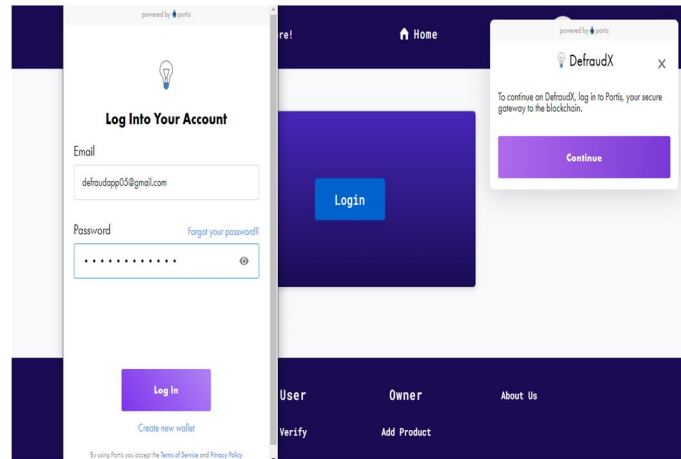 powered by portis
Log Into Your Account
Email
defraudapp05@gmail.com
Password
Forgot your password?
Log In
Create new wallet
By using Portis you accept the Terms of Service and Privacy Policy
re!
Home
Login
powered by portis
DefraudX
To continue on DefraudX, log in to Portis, your secure
gateway to the blockchain.
Continue
User
Owner
About Us
Verify
Add Product